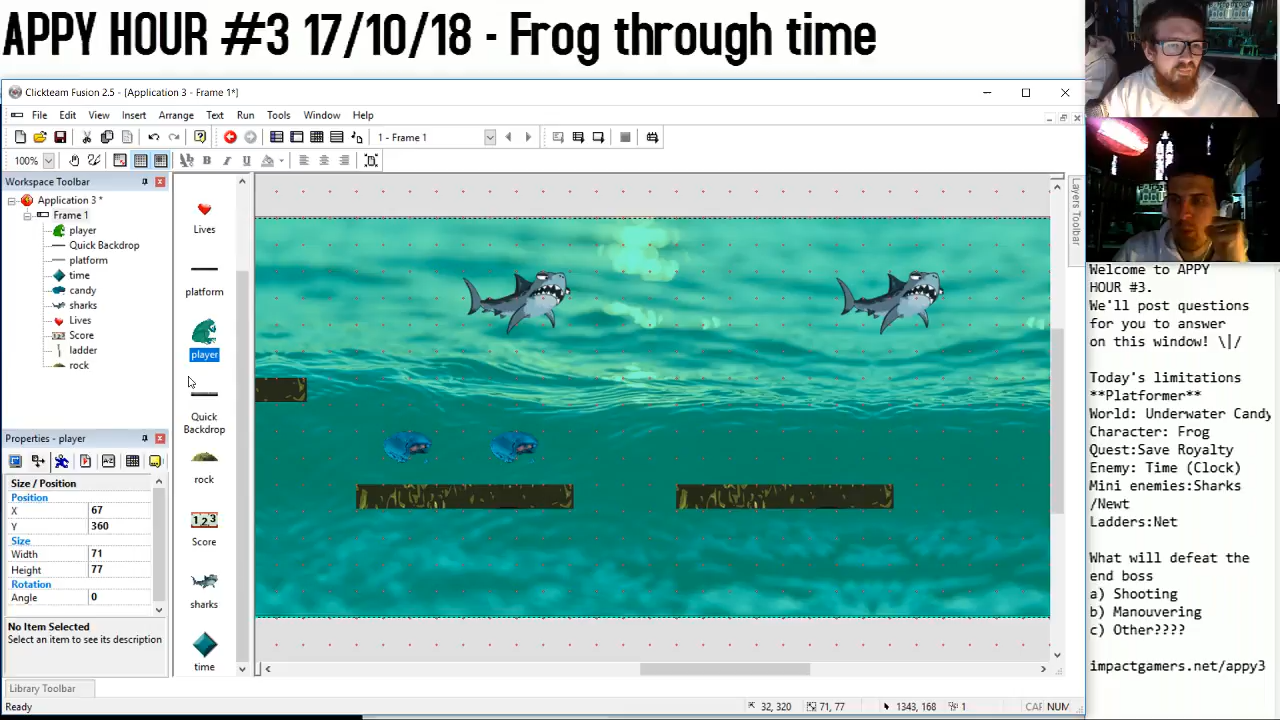 APPY HOUR #3 17/10/18 - Frog through time
Clickteam Fusion 2.5 - [Application 3 - Frame 1*]
File Edit View Insert Arrange Text Run Tools Window Help
1 - Frame 1
100%
Workspace Toolbar
Application 3 *
Frame 1
player
Quick Backdrop
platform
time
candy
sharks
Lives
Score
ladder
rock
Properties - player
Size / Position
Position
X 67
Y 360
Size
Width 71
Height 77
Rotation
Angle 0
No Item Selected
Select an item to see its description
Library Toolbar
Ready
Lives
platform
player
Quick
Backdrop
rock
123
Score
sharks
time
Layers Toolbar
32, 320
71, 77
1343, 168
1
CAF NUM
Welcome to APPY
HOUR #3.
We'll post questions
for you to answer
on this window! \|/
Today's limitations
**Platformer**
World: Underwater Candy
Character: Frog
Quest:Save Royalty
Enemy: Time (Clock)
Mini enemies:Sharks
/Newt
Ladders:Net
What will defeat the
end boss
a) Shooting
b) Manouvering
c) Other????
impactgamers.net/appy3